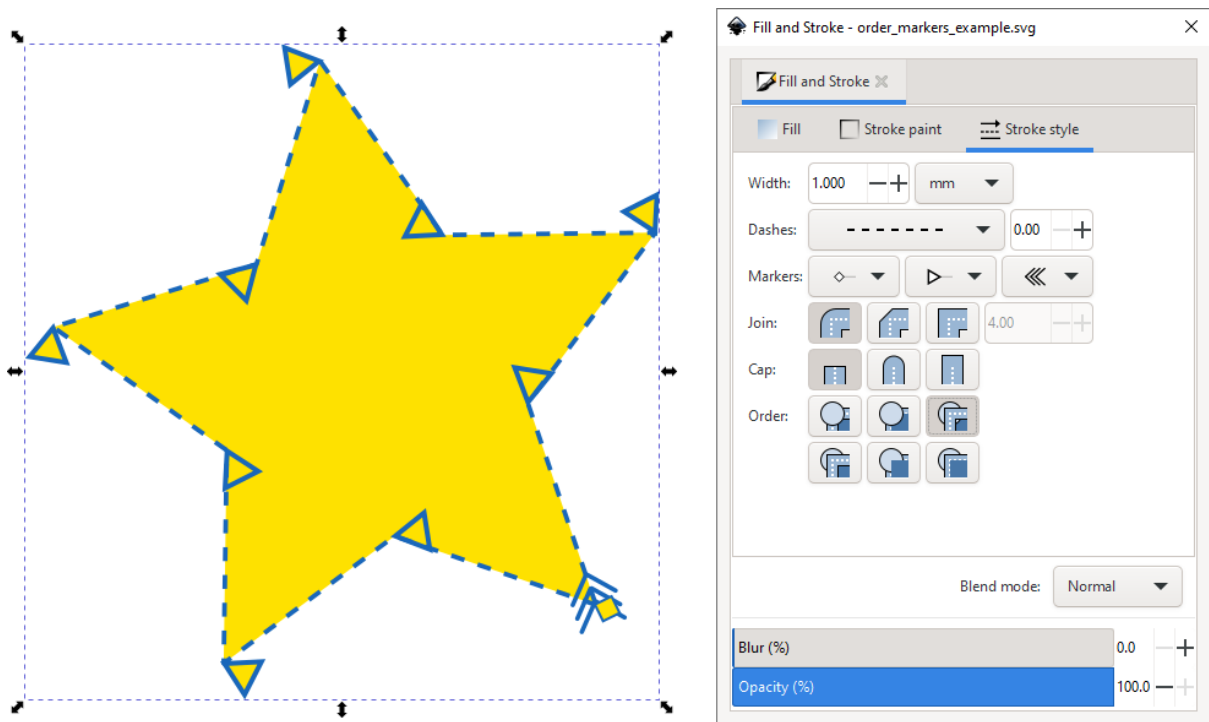 Fill and Stroke - order_markers_example.svg
Fill and Stroke
Fill Stroke paint Stroke style
Width: 1.000 mm
Dashes: 0.00
Markers:
Join: 4.00
Cap:
Order:
Blend mode: Normal
Blur (%) 0.0
Opacity (%) 100.0